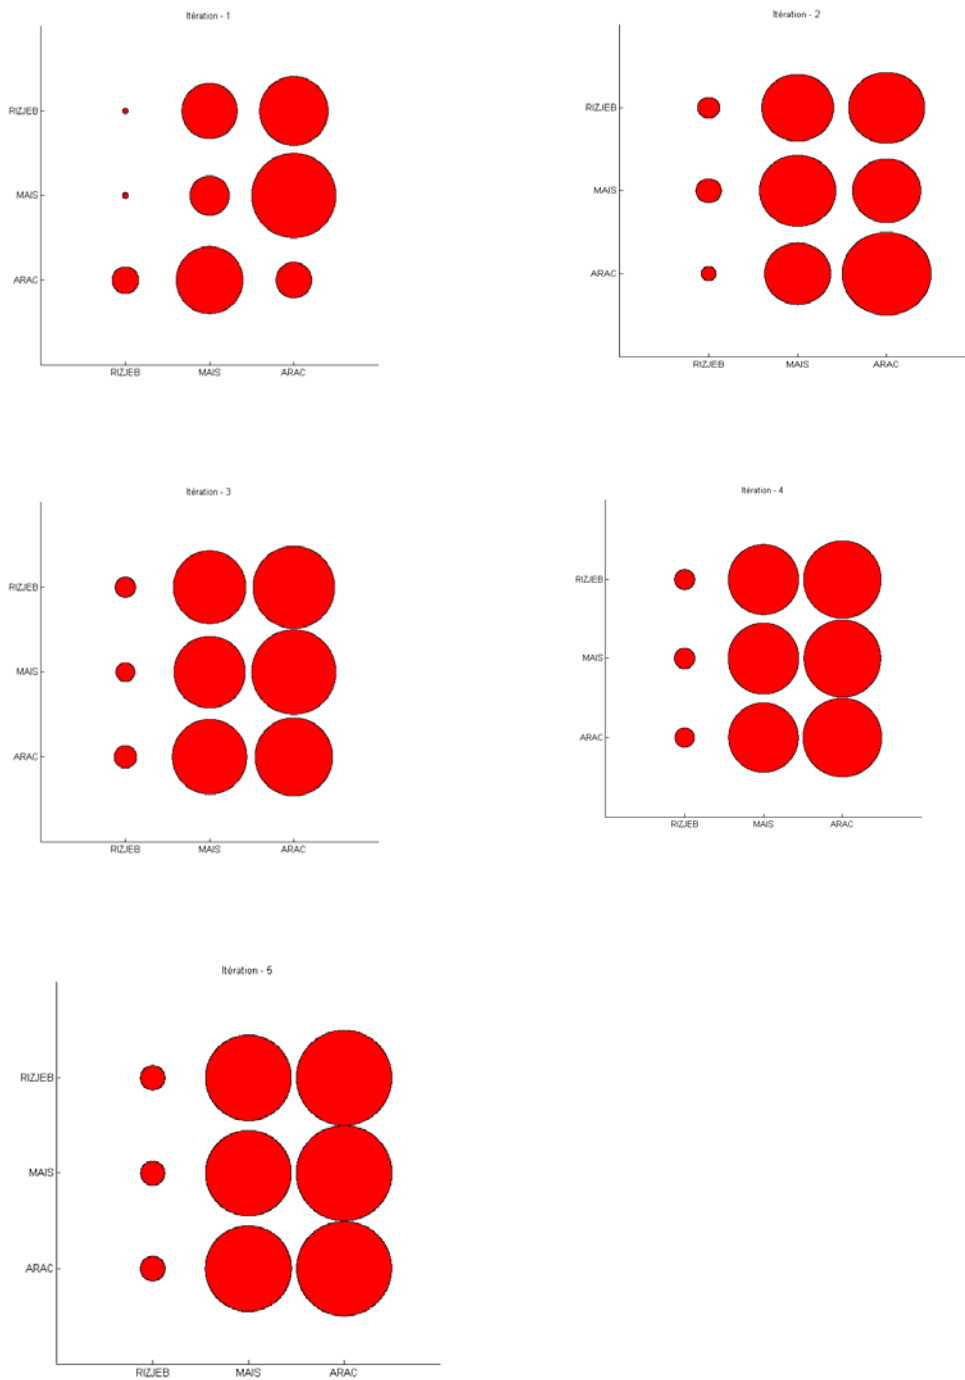 Itération - 1
RIZJEB
MAIS
ARAC
RIZJEB MAIS ARAC
Itération - 2
RIZJEB
MAIS
ARAC
RIZJEB MAIS ARAC
Itération - 3
RIZJEB
MAIS
ARAC
RIZJEB MAIS ARAC
Itération - 4
RIZJEB
MAIS
ARAC
RIZJEB MAIS ARAC
Itération - 5
RIZJEB
MAIS
ARAC
RIZJEB MAIS ARAC